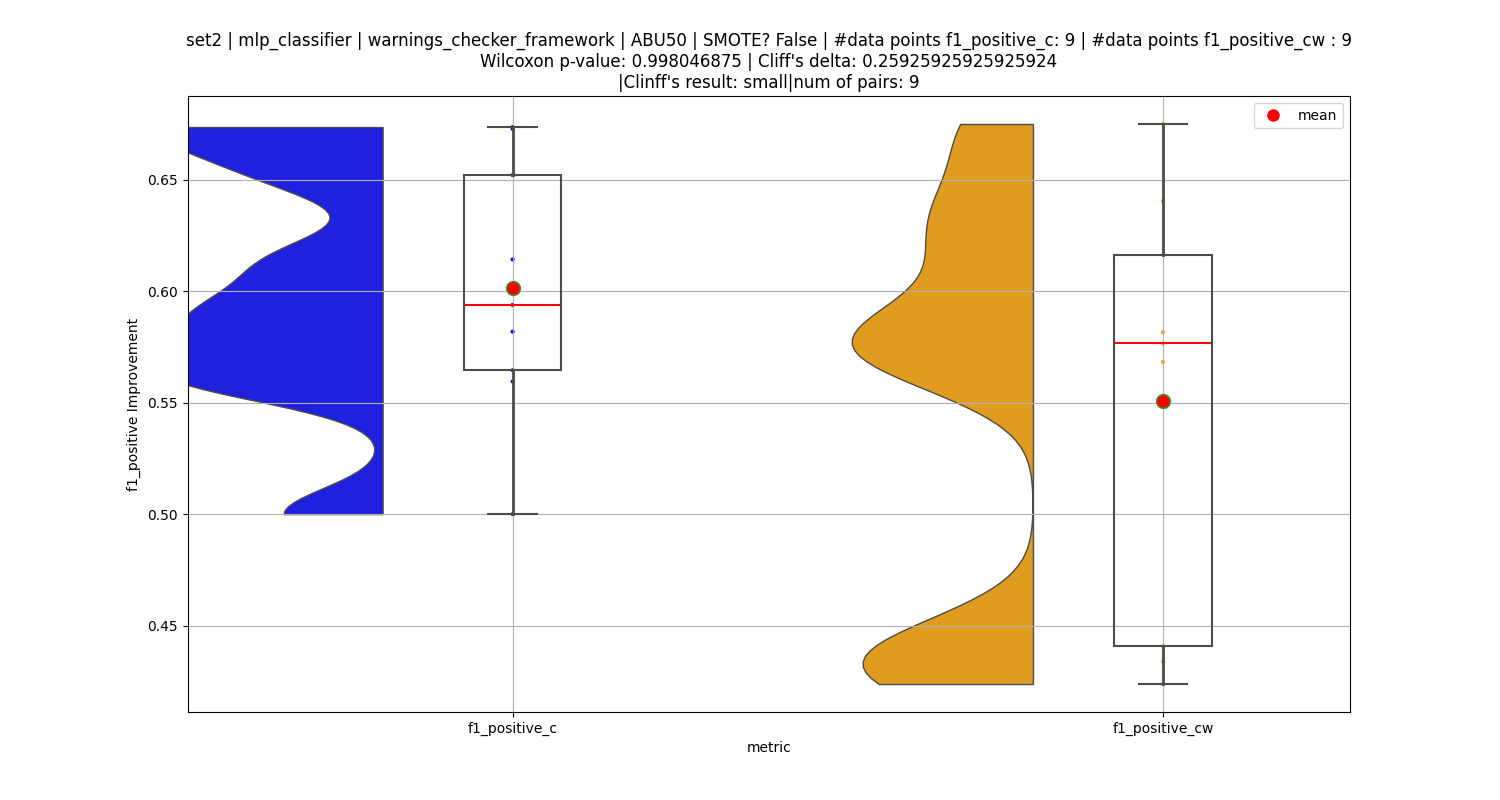 set2 | mlp_classifier | warnings_checker_framework | ABU50 | SMOTE? False | #data points f1_positive_c: 9 | #data points f1_positive_cw : 9
Wilcoxon p-value: 0.998046875 | Cliff's delta: 0.25925925925925924
|Clinff's result: small|num of pairs: 9
mean
0.65
0.60
0.55
0.50
0.45
f1_positive Improvement
f1_positive_c
f1_positive_cw
metric